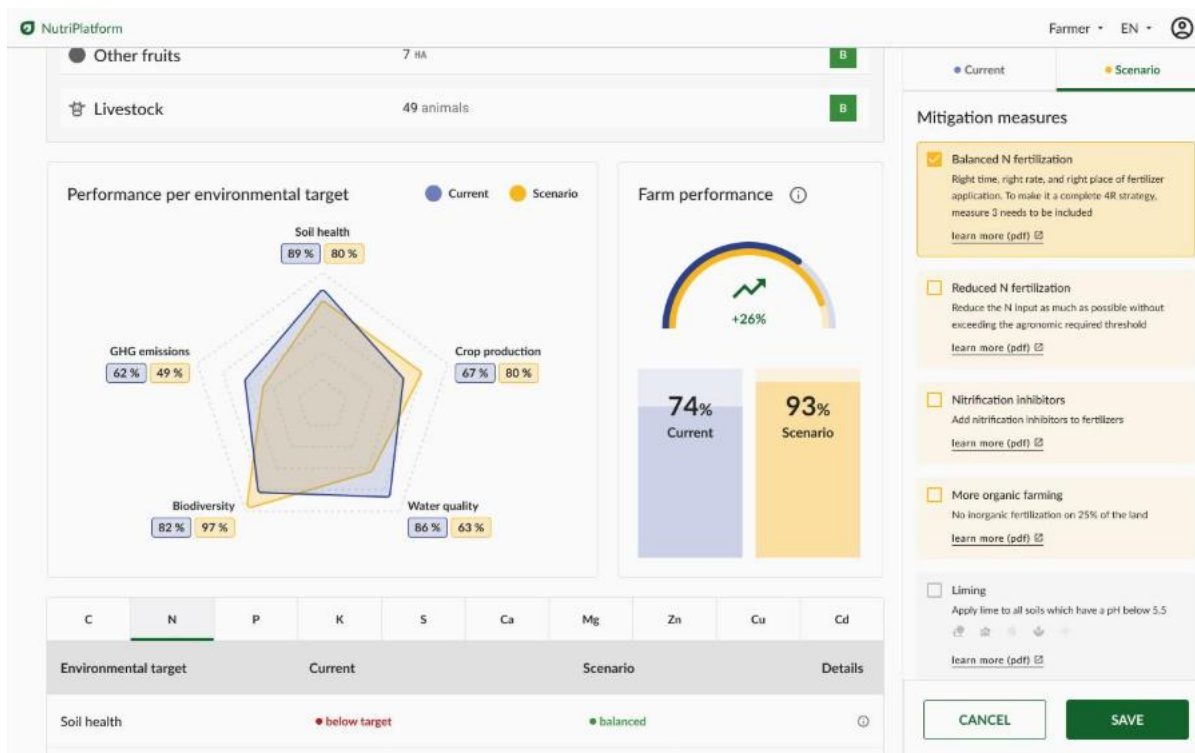 NutriPlatform
Farmer
EN
Other fruits 7 HA B
Livestock 49 animals B
Performance per environmental target
Current
Scenario
Soil health
89 % 80 %
GHG emissions
62 % 49 %
Crop production
67 % 80 %
Biodiversity
82 % 97 %
Water quality
86 % 63 %
Farm performance
+26%
74%
Current
93%
Scenario
C N P K S Ca Mg Zn Cu Cd
Environmental target Current Scenario Details
Soil health below target balanced
Current Scenario
Mitigation measures
Balanced N fertilization
Right time, right rate, and right place of fertilizer
application. To make it a complete 4R strategy,
measure 3 needs to be included
learn more (pdf)
Reduced N fertilization
Reduce the N input as much as possible without
exceeding the agronomic required threshold
learn more (pdf)
Nitrification inhibitors
Add nitrification inhibitors to fertilizers
learn more (pdf)
More organic farming
No inorganic fertilization on 25% of the land
learn more (pdf)
Liming
Apply lime to all soils which have a pH below 5.5
learn more (pdf)
CANCEL SAVE